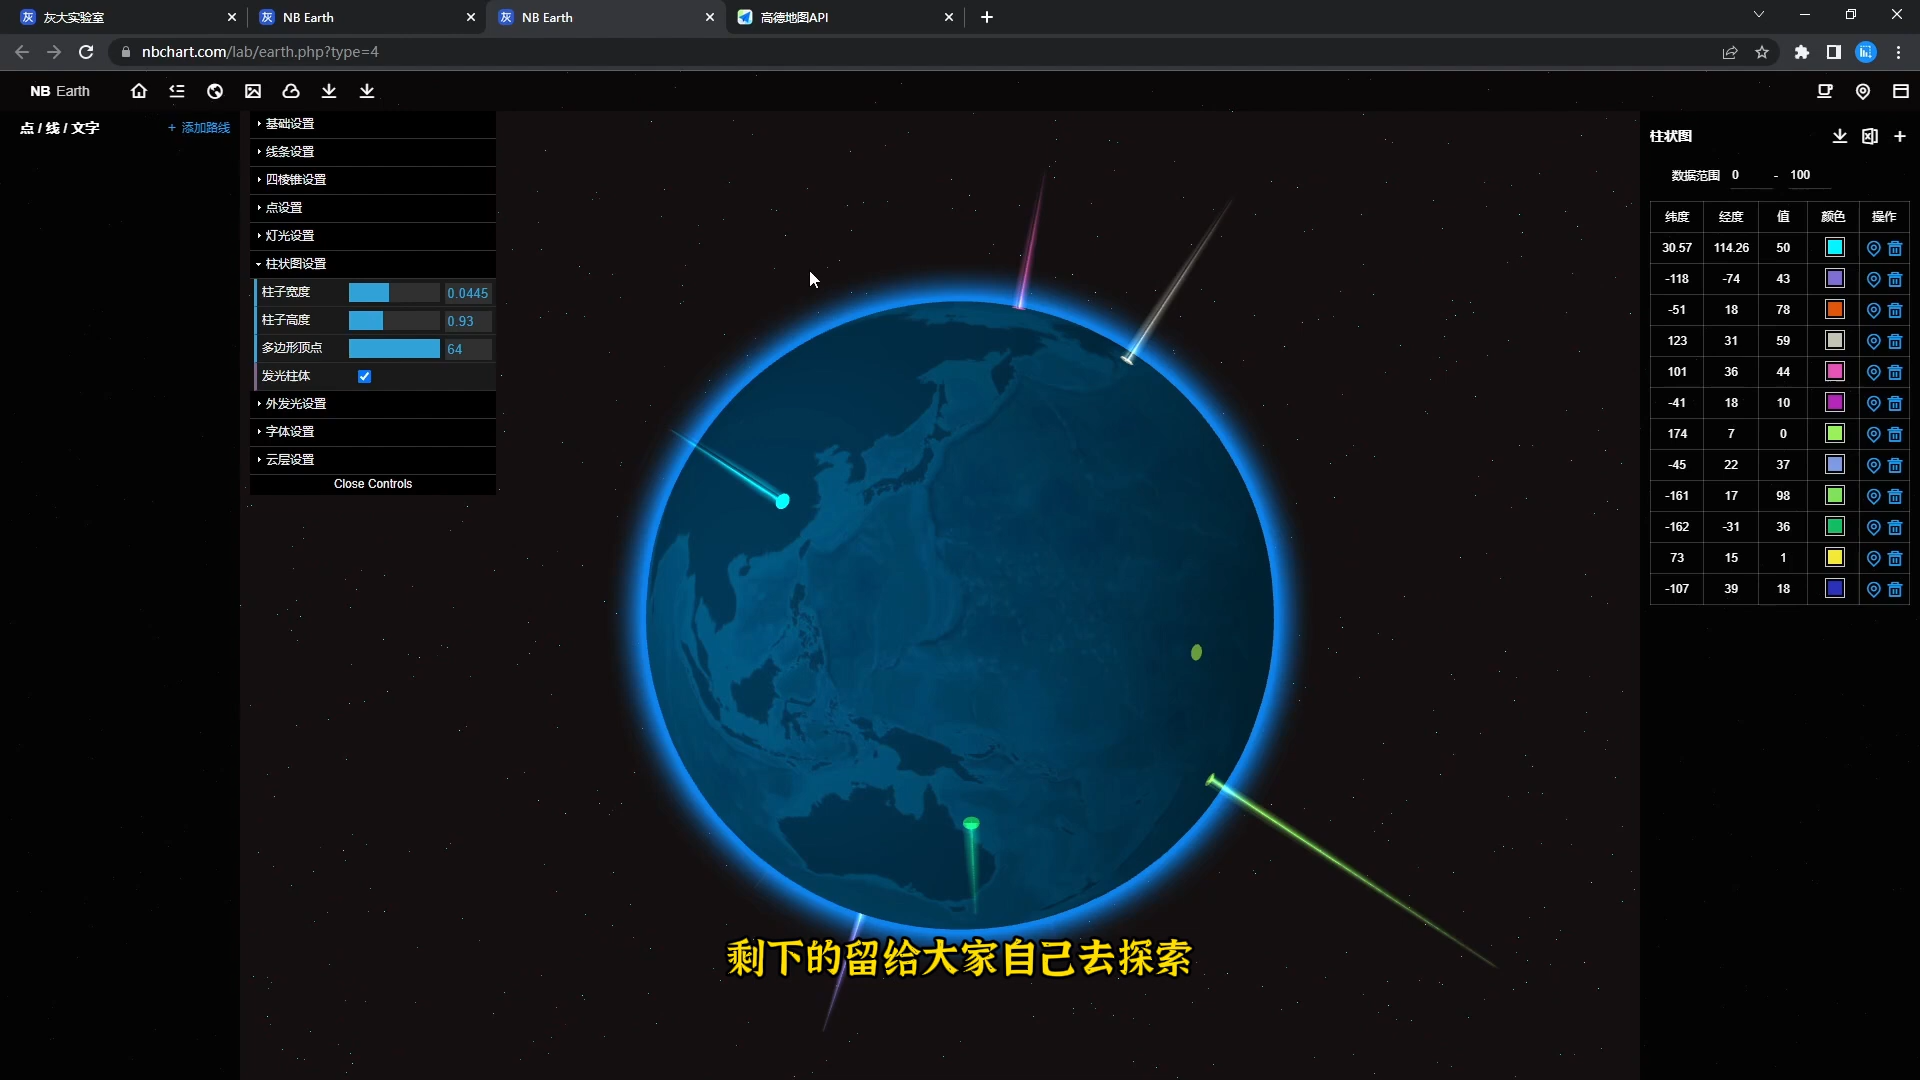 灰大实验室
NB Earth
NB Earth
高德地图API
nbchart.com/lab/earth.php?type=4
NB Earth
点 / 线 / 文字
+ 添加路线
基础设置
线条设置
四棱锥设置
点设置
灯光设置
柱状图设置
柱子宽度 0.0445
柱子高度 0.93
多边形顶点 64
发光柱体
外发光设置
字体设置
云层设置
Close Controls
柱状图
数据范围 0 - 100
纬度 经度 值 颜色 操作
30.57 114.26 50
-118 -74 43
-51 18 78
123 31 59
101 36 44
-41 18 10
174 7 0
-45 22 37
-161 17 98
-162 -31 36
73 15 1
-107 39 18
剩下的留给大家自己去探索